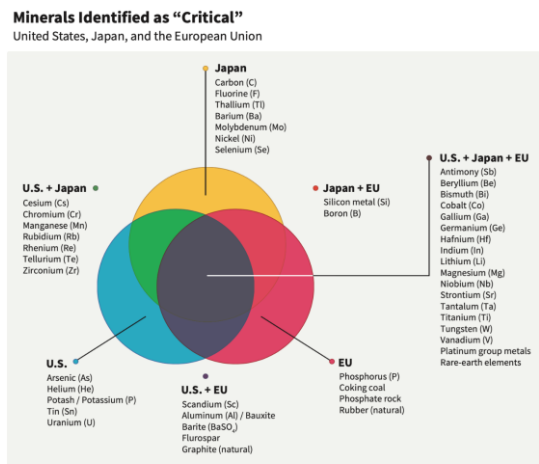 Minerals Identified as “Critical”
United States, Japan, and the European Union
Japan
Carbon (C)
Fluorine (F)
Thallium (Tl)
Barium (Ba)
Molybdenum (Mo)
Nickel (Ni)
Selenium (Se)
U.S. + Japan
Cesium (Cs)
Chromium (Cr)
Manganese (Mn)
Rubidium (Rb)
Rhenium (Re)
Tellurium (Te)
Zirconium (Zr)
Japan + EU
Silicon metal (Si)
Boron (B)
U.S. + Japan + EU
Antimony (Sb)
Beryllium (Be)
Bismuth (Bi)
Cobalt (Co)
Gallium (Ga)
Germanium (Ge)
Hafnium (Hf)
Indium (In)
Lithium (Li)
Magnesium (Mg)
Niobium (Nb)
Strontium (Sr)
Tantalum (Ta)
Titanium (Ti)
Tungsten (W)
Vanadium (V)
Platinum group metals
Rare-earth elements
U.S.
Arsenic (As)
Helium (He)
Potash / Potassium (P)
Tin (Sn)
Uranium (U)
U.S. + EU
Scandium (Sc)
Aluminum (Al) / Bauxite
Barite (BaSO₄)
Flurospar
Graphite (natural)
EU
Phosphorus (P)
Coking coal
Phosphate rock
Rubber (natural)